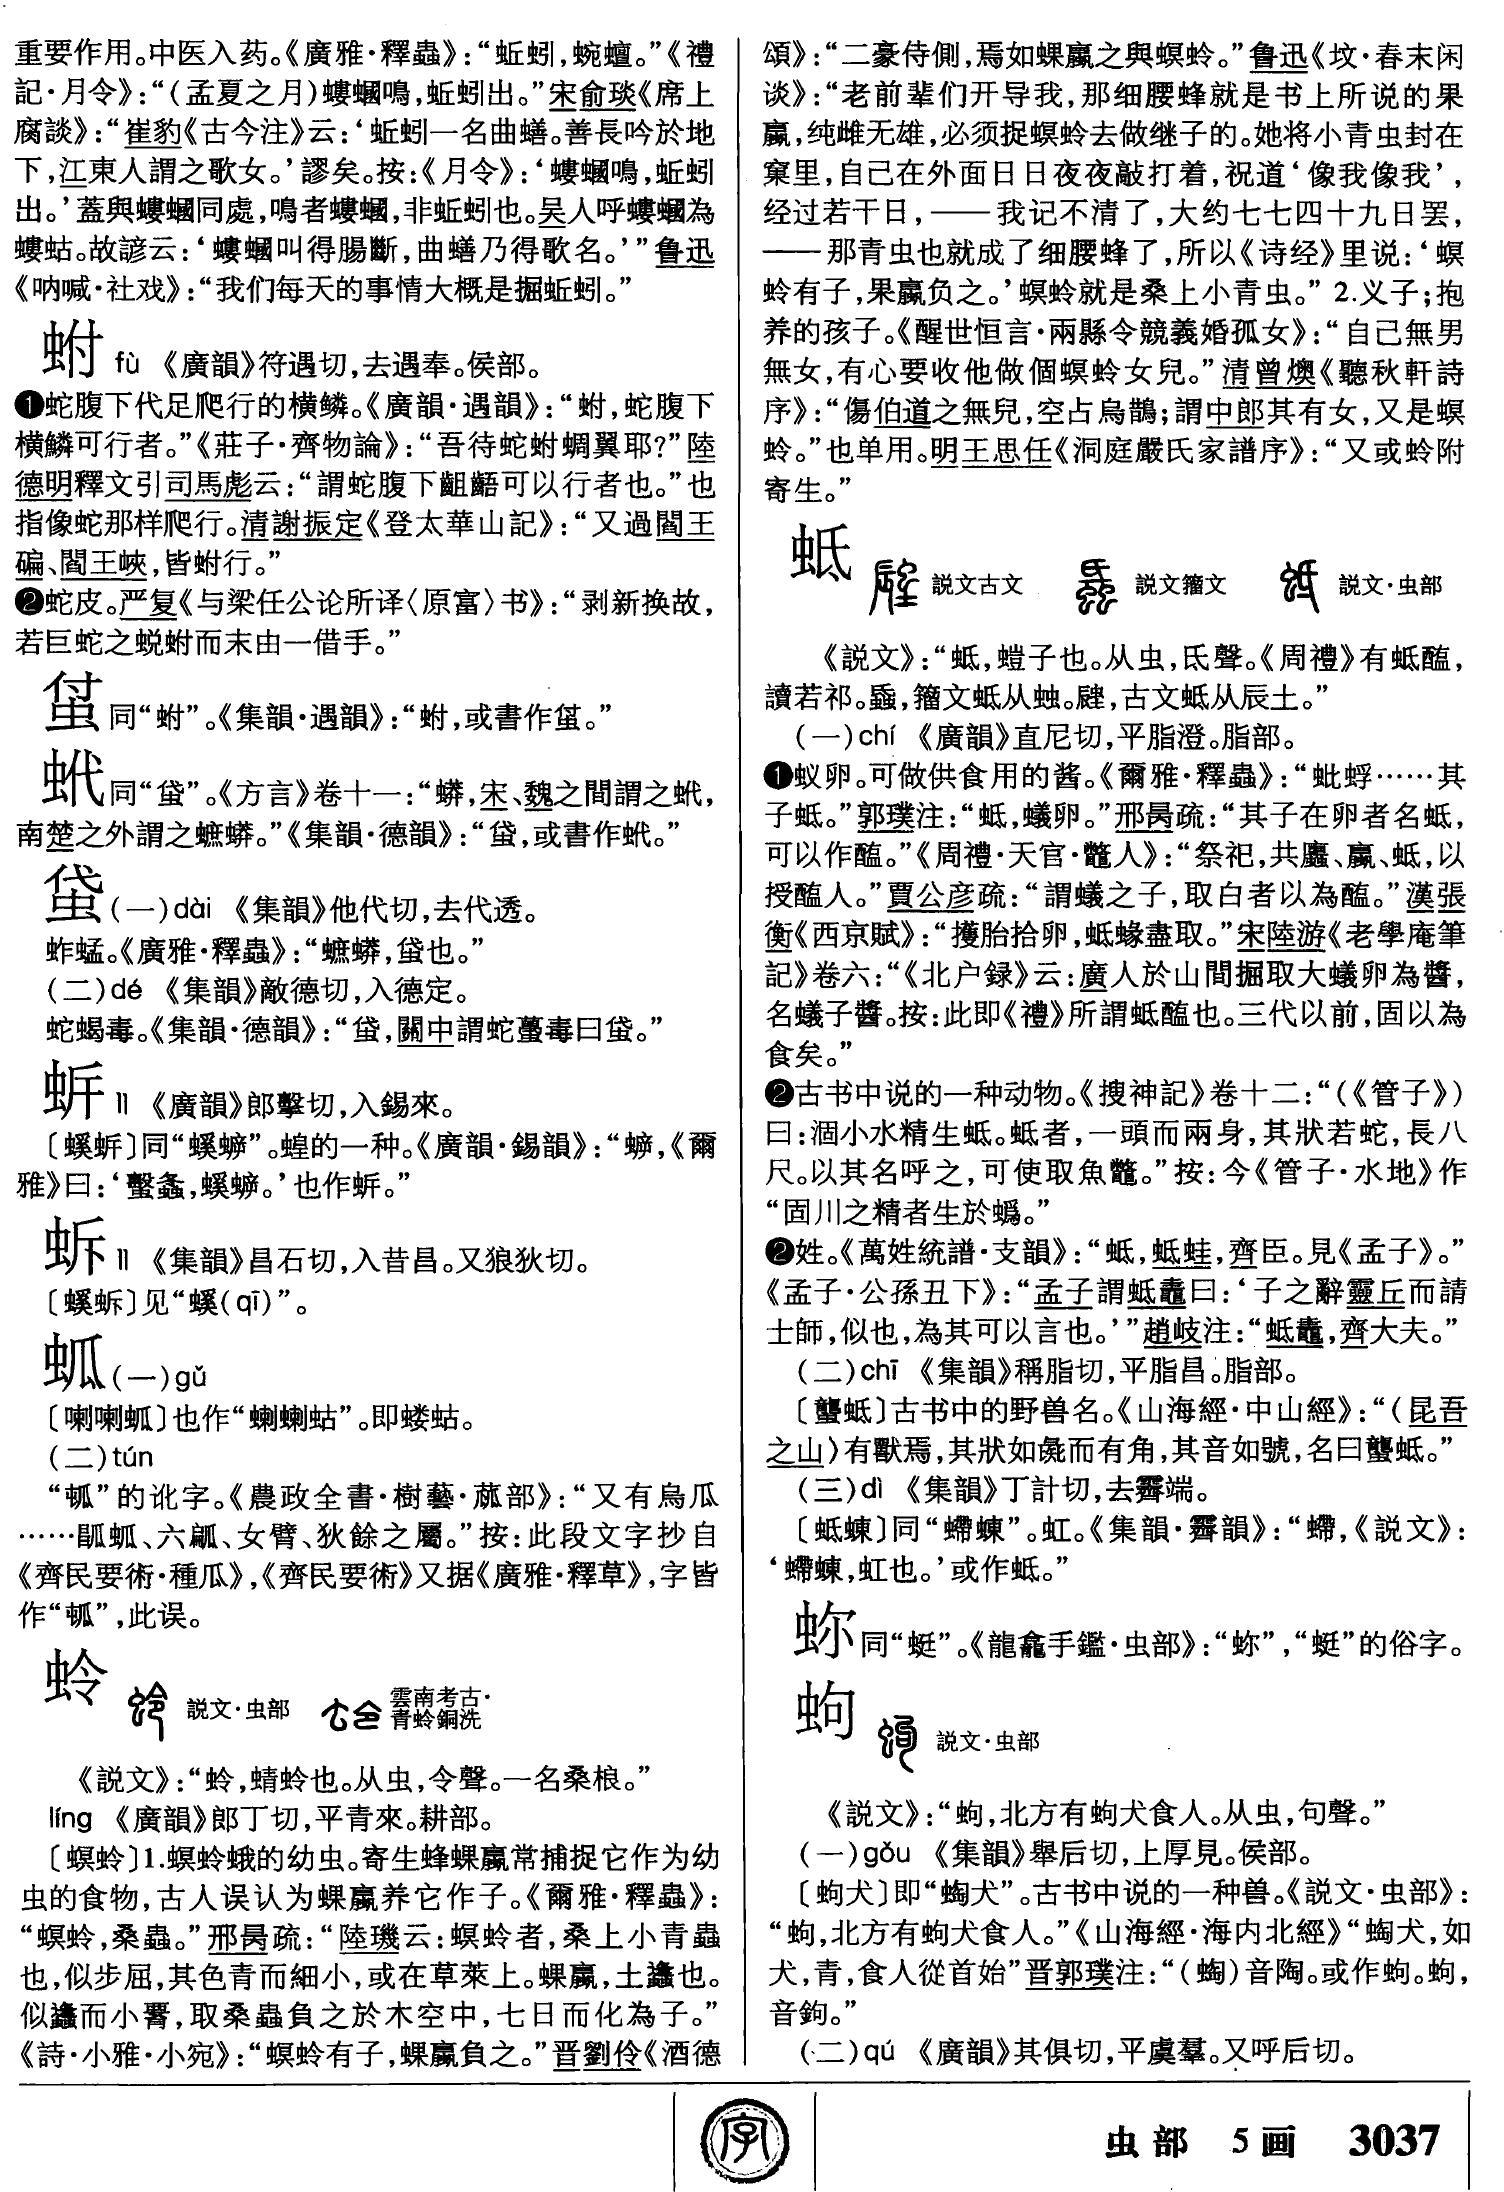 重要作用。中医入药。《廣雅·釋蟲》：“蚯蚓，蜿蟺。”《禮
記·月令》：“(孟夏之月)螻蟈鳴，蚯蚓出。”宋俞琰《席上
腐談》：“崔豹《古今注》云：‘蚯蚓一名曲蟮。善長吟於地
下，江東人謂之歌女。’謬矣。按：《月令》：‘螻蟈鳴，蚯蚓
出。’蓋與螻蟈同處，鳴者螻蟈，非蚯蚓也。吴人呼螻蟈為
螻蛄。故諺云：‘螻蟈叫得腸斷，曲蟮乃得歌名。’”鲁迅
《呐喊·社戏》：“我们每天的事情大概是掘蚯蚓。”
蚹 fù 《廣韻》符遇切，去遇奉。侯部。
❶蛇腹下代足爬行的横鳞。《廣韻·遇韻》：“蚹，蛇腹下
横鱗可行者。”《莊子·齊物論》：“吾待蛇蚹蜩翼耶？”陸
德明釋文引司馬彪云：“謂蛇腹下齟齬可以行者也。”也
指像蛇那样爬行。清謝振定《登太華山記》：“又過閻王
碥、閻王峽，皆蚹行。”
❷蛇皮。严复《与梁任公论所译〈原富〉书》：“剥新换故，
若巨蛇之蜕蚹而末由一借手。”
䘄同“蚹”。《集韻·遇韻》：“蚹，或書作䘄。”
蚮同“蟘”。《方言》卷十一：“蟒，宋、魏之間謂之蚮，
南楚之外謂之蟅蟒。”《集韻·德韻》：“蟘，或書作蚮。”
㒃(一)dài 《集韻》他代切，去代透。
蚱蜢。《廣雅·釋蟲》：“蟅蟒，㒃也。”
(二)dé 《集韻》敵德切，入德定。
蛇蝎毒。《集韻·德韻》：“㒃，關中謂蛇蠆毒曰㒃。”
蚸 lì 《廣韻》郎擊切，入錫來。
〔螇蚸〕同“螇蟧”。蝗的一种。《廣韻·錫韻》：“蟧，《爾
雅》曰：‘蟿螽，螇蟧。’也作蚸。”
lì 《集韻》昌石切，入昔昌。又狼狄切。
〔螇蚸〕见“螇(qī)”。
𧉪(一)gǔ
〔喇喇𧉪〕也作“蝲蝲蛄”。即蝼蛄。
(二)tún
“㼊”的讹字。《農政全書·樹藝·蓏部》：“又有烏瓜
……瓞𧉪、六瓝、女臂、狄餘之屬。”按：此段文字抄自
《齊民要術·種瓜》，《齊民要術》又据《廣雅·釋草》，字皆
作“㼊”，此误。
蛉 説文·虫部 雲南考古·
青蛉銅洗
《説文》：“蛉，蜻蛉也。从虫，令聲。一名桑桹。”
líng 《廣韻》郎丁切，平青來。耕部。
〔螟蛉〕1.螟蛉蛾的幼虫。寄生蜂蜾蠃常捕捉它作为幼
虫的食物，古人误认为蜾蠃养它作子。《爾雅·釋蟲》：
“螟蛉，桑蟲。”邢昺疏：“陸璣云：螟蛉者，桑上小青蟲
也，似步屈，其色青而細小，或在草萊上。蜾蠃，土蠭也。
似蠭而小䙴，取桑蟲負之於木空中，七日而化為子。”
《詩·小雅·小宛》：“螟蛉有子，蜾蠃負之。”晋劉伶《酒德
頌》：“二豪侍側，焉如蜾蠃之與螟蛉。”鲁迅《坟·春末闲
谈》：“老前辈们开导我，那细腰蜂就是书上所说的果
蠃，纯雌无雄，必须捉螟蛉去做继子的。她将小青虫封在
窠里，自己在外面日日夜夜敲打着，祝道‘像我像我’，
经过若干日，——我记不清了，大约七七四十九日罢，
——那青虫也就成了细腰蜂了，所以《诗经》里说：‘螟
蛉有子，果蠃负之。’螟蛉就是桑上小青虫。” 2.义子；抱
养的孩子。《醒世恒言·兩縣令競義婚孤女》：“自己無男
無女，有心要收他做個螟蛉女兒。”清曾燠《聽秋軒詩
序》：“傷伯道之無兒，空占烏鵲；謂中郎其有女，又是螟
蛉。”也单用。明王思任《洞庭嚴氏家譜序》：“又或蛉附
寄生。”
蚳 説文古文 説文籀文 説文·虫部
《説文》：“蚳，螘子也。从虫，氐聲。《周禮》有蚳醢，
讀若祁。䘐，籀文蚳从䖵。𨑁，古文蚳从辰土。”
(一)chí 《廣韻》直尼切，平脂澄。脂部。
❶蚁卵。可做供食用的酱。《爾雅·釋蟲》：“蚍蜉……其
子蚳。”郭璞注：“蚳，蟻卵。”邢昺疏：“其子在卵者名蚳，
可以作醢。”《周禮·天官·鼈人》：“祭祀，共蠯、蠃、蚳，以
授醢人。”賈公彦疏：“謂蟻之子，取白者以為醢。”漢張
衡《西京賦》：“擭胎拾卵，蚳蝝盡取。”宋陸游《老學庵筆
記》卷六：“《北户録》云：廣人於山間掘取大蟻卵為醬，
名蟻子醬。按：此即《禮》所謂蚳醢也。三代以前，固以為
食矣。”
❷古书中说的一种动物。《搜神記》卷十二：“(《管子》)
曰：涸小水精生蚳。蚳者，一頭而兩身，其狀若蛇，長八
尺。以其名呼之，可使取魚鼈。”按：今《管子·水地》作
“固川之精者生於蟡。”
❷姓。《萬姓統譜·支韻》：“蚳，蚳蛙，齊臣。見《孟子》。”
《孟子·公孫丑下》：“孟子謂蚳鼃曰：‘子之辭靈丘而請
士師，似也，為其可以言也。’”趙岐注：“蚳鼃，齊大夫。”
(二)chī 《集韻》稱脂切，平脂昌。脂部。
〔蠪蚳〕古书中的野兽名。《山海經·中山經》：“(昆吾
之山)有獸焉，其狀如彘而有角，其音如號，名曰蠪蚳。”
(三)dì 《集韻》丁計切，去霽端。
〔蚳蝀〕同“螮蝀”。虹。《集韻·霽韻》：“螮，《説文》：
‘螮蝀，虹也。’或作蚳。”
同“蜓”。《龍龕手鑑·虫部》：“”，“蜓”的俗字。
蚼 説文·虫部
《説文》：“蚼，北方有蚼犬食人。从虫，句聲。”
(一)gǒu 《集韻》舉后切，上厚見。侯部。
〔蚼犬〕即“蜪犬”。古书中说的一种兽。《説文·虫部》：
“蚼，北方有蚼犬食人。”《山海經·海内北經》“蜪犬，如
犬，青，食人從首始”晋郭璞注：“(蜪)音陶。或作蚼。蚼，
音鉤。”
(二)qú 《廣韻》其俱切，平虞羣。又呼后切。
字
虫部 5画 3037